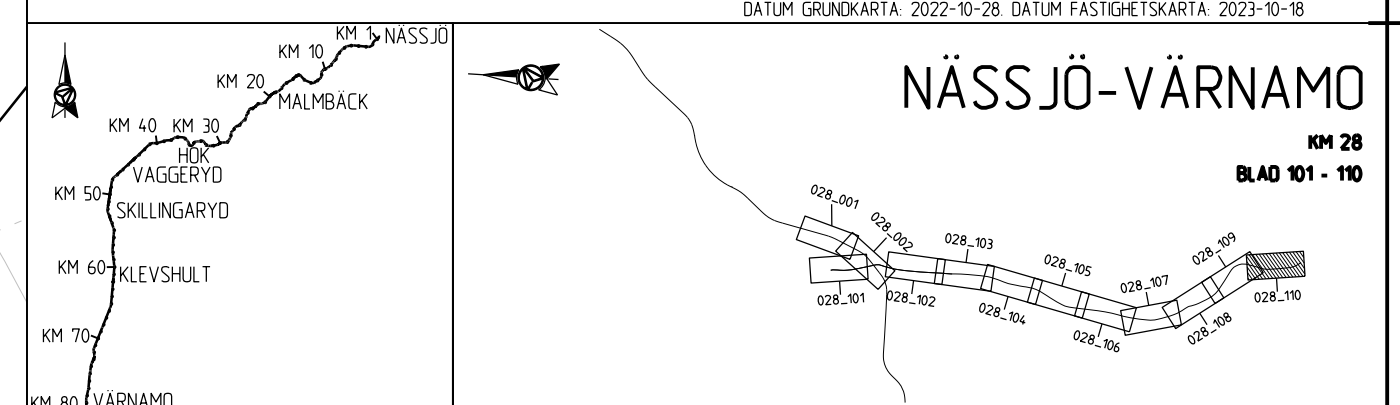 DATUM GRUNDKARTA: 2022-10-28. DATUM FASTIGHETSKARTA: 2023-10-18
KM 1
NÄSSJÖ
KM 10
KM 20
MALMBÄCK
KM 40
KM 30
HOK
VAGGERYD
KM 50
SKILLINGARYD
KM 60
KLEVSHULT
KM 70
KM 80
VÄRNAMO
NÄSSJÖ-VÄRNAMO
KM 28
BLAD 101 - 110
028_001
028_002
028_103
028_105
028_107
028_109
028_101
028_102
028_104
028_106
028_108
028_110